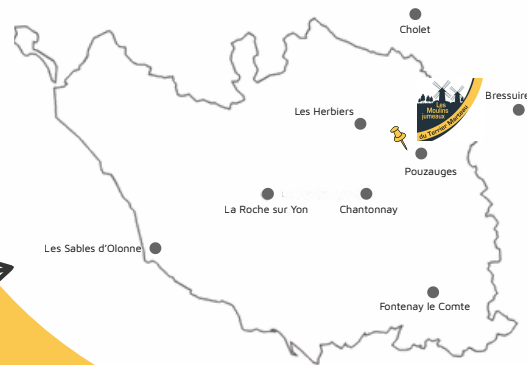 Cholet
Les
Moulins
jumeaux
du Terrier Marteau
Bressuire
Les Herbiers
Pouzauges
La Roche sur Yon
Chantonnay
Les Sables d'Olonne
Fontenay le Comte